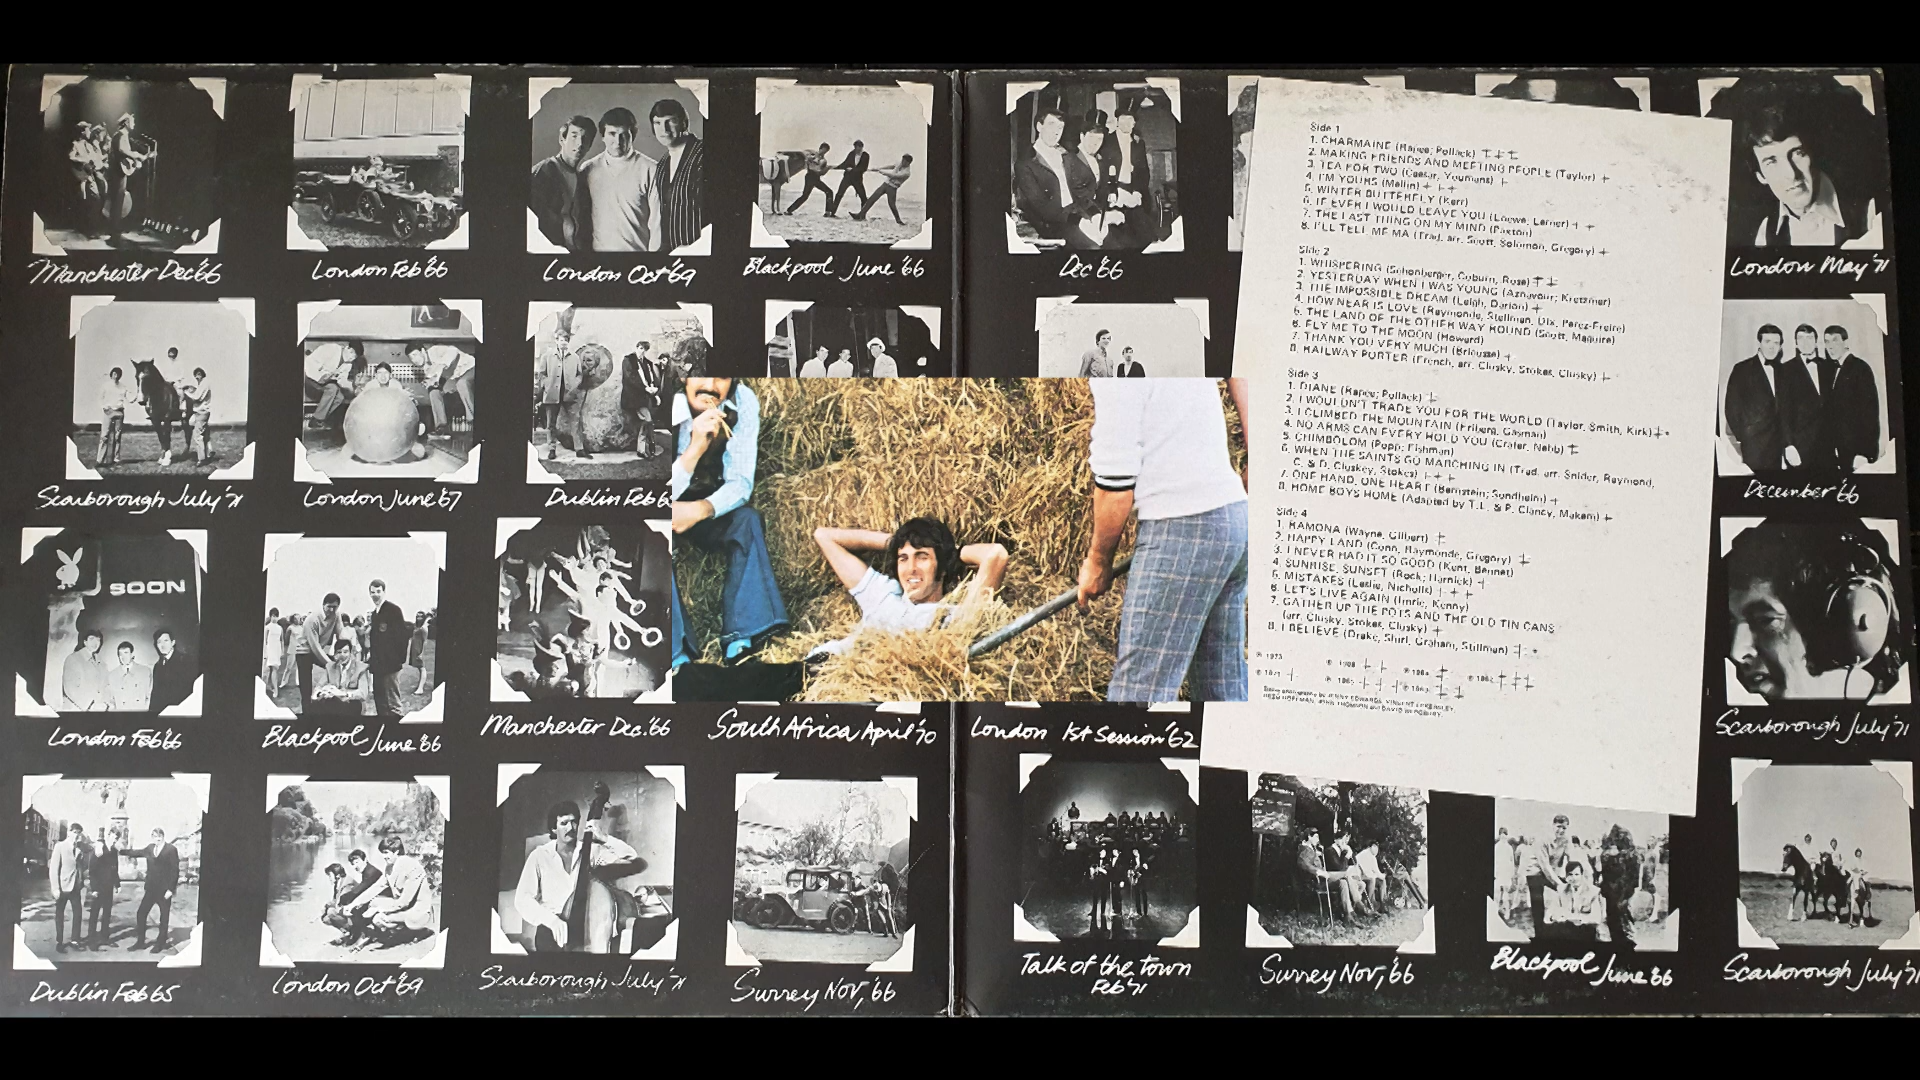 Manchester Dec '66
London Feb '66
London Oct '69
Blackpool June '66
Dec '66
London May '71
Scarborough July '71
London June '67
Dublin Feb 6
December '66
SOON
London Feb '66
Blackpool June '66
Manchester Dec. '66
South Africa April '70
London 1st Session '62
Scarborough July '71
Dublin Feb 65
London Oct '69
Scarborough July '71
Surrey Nov, '66
Talk of the Town
Feb '71
Surrey Nov, '66
Blackpool June '66
Scarborough July '71
Side 1
1. CHARMAINE (Rapee; Pollack)
2. MAKING FRIENDS AND MEETING PEOPLE (Taylor) +
3. TEA FOR TWO (Caesar, Youmans) +
4. I'M YOURS (Mellin) + + +
5. WINTER BUTTERFLY (Kerr)
6. IF EVER I WOULD LEAVE YOU (Loewe, Lerner) + +
7. THE LAST THING ON MY MIND (Paxton)
8. I'LL TELL ME MA (Trad. arr. Scott, Solomon, Gregory) +
Side 2
1. WHISPERING (Schonberger, Coburn, Rose)
2. YESTERDAY WHEN I WAS YOUNG (Aznavour; Kretzmer)
3. THE IMPOSSIBLE DREAM (Leigh, Darion) +
4. HOW NEAR IS LOVE (Raymonde, Stellman, Dix, Perez-Freire)
5. THE LAND OF THE OTHER WAY ROUND (Scott, Maguire)
6. FLY ME TO THE MOON (Howard)
7. THANK YOU VERY MUCH (Bricusse) +
8. RAILWAY PORTER (French, arr. Clusky, Stokes, Clusky) +
Side 3
1. DIANE (Rapee; Pollack)
2. I WOULDN'T TRADE YOU FOR THE WORLD (Taylor, Smith, Kirk)
3. I CLIMBED THE MOUNTAIN (Friberg, Gasman)
4. NO ARMS CAN EVERY HOLD YOU (Crafer, Nebb)
5. CHIMBOLOM (Popp; Fishman)
6. WHEN THE SAINTS GO MARCHING IN (Trad. arr. Snider, Raymond,
C. & D. Cluskey, Stokes) + + +
7. ONE HAND, ONE HEART (Bernstein; Sondheim) +
8. HOME BOYS HOME (Adapted by T.L. & P. Clancy, Makem) +
Side 4
1. RAMONA (Wayne, Gilbert)
2. HAPPY LAND (Conn, Raymonde, Gregory)
3. I NEVER HAD IT SO GOOD (Kent, Bennet)
4. SUNRISE, SUNSET (Bock; Harnick) +
5. MISTAKES (Leslie, Nicholls) + + +
6. LET'S LIVE AGAIN (Imrie, Kenny)
7. GATHER UP THE POTS AND THE OLD TIN CANS
(arr. Clusky, Stokes, Clusky) +
8. I BELIEVE (Drake, Shirl, Graham, Stillman)
℗ 1973